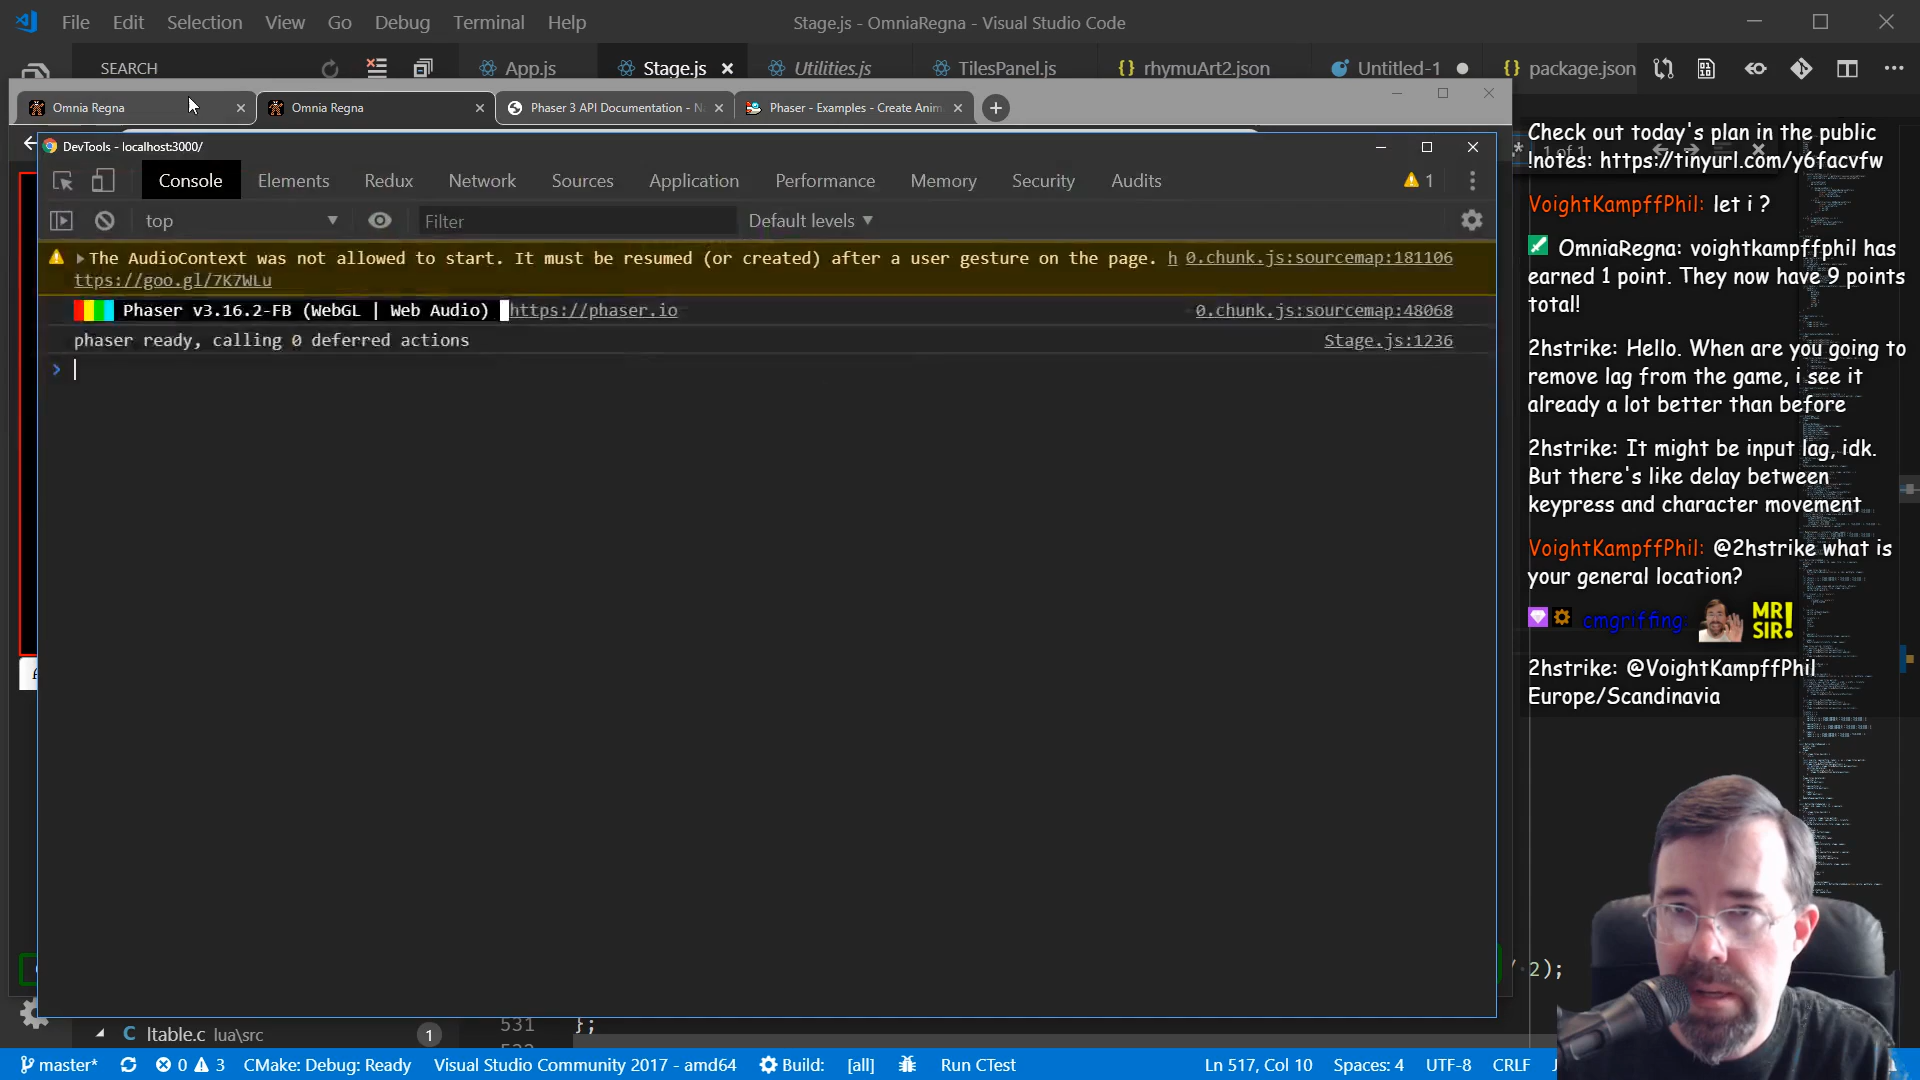 File Edit Selection View Go Debug Terminal Help
Stage.js - OmniaRegna - Visual Studio Code
SEARCH
App.js Stage.js Utilities.js TilesPanel.js {} rhymuArt2.json Untitled-1 {} package.json
Omnia Regna Omnia Regna Phaser 3 API Documentation - N Phaser - Examples - Create Anim
DevTools - localhost:3000/
Console Elements Redux Network Sources Application Performance Memory Security Audits 1
top Filter Default levels
The AudioContext was not allowed to start. It must be resumed (or created) after a user gesture on the page. h 0.chunk.js:sourcemap:181106
ttps://goo.gl/7K7WLu
Phaser v3.16.2-FB (WebGL | Web Audio) https://phaser.io 0.chunk.js:sourcemap:48068
phaser ready, calling 0 deferred actions Stage.js:1236
>
1 of 1
Check out today's plan in the public
!notes: https://tinyurl.com/y6facvfw
VoightKampffPhil: let i ?
OmniaRegna: voightkampffphil has
earned 1 point. They now have 9 points
total!
2hstrike: Hello. When are you going to
remove lag from the game, i see it
already a lot better than before
2hstrike: It might be input lag, idk.
But there's like delay between
keypress and character movement
VoightKampffPhil: @2hstrike what is
your general location?
cmgriffing: MR
SIR!
2hstrike: @VoightKampffPhil
Europe/Scandinavia
/ 2);
C ltable.c lua\src 1
531 };
master* 0 3 CMake: Debug: Ready Visual Studio Community 2017 - amd64 Build: [all] Run CTest Ln 517, Col 10 Spaces: 4 UTF-8 CRLF